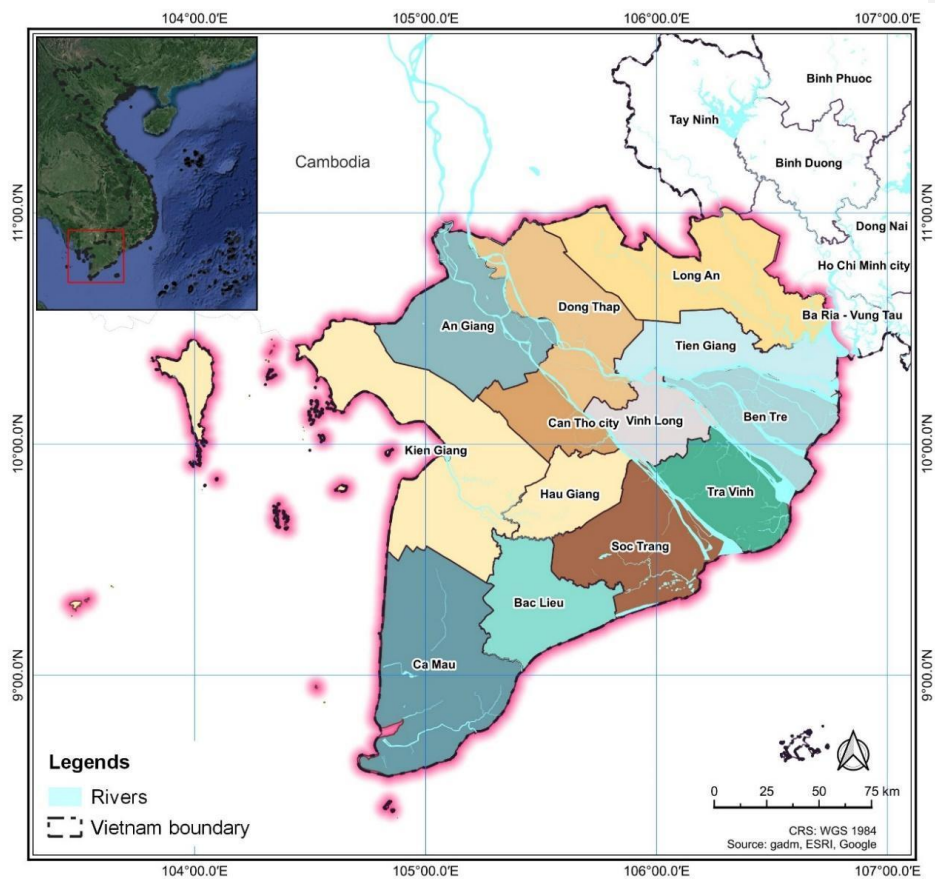 104°00.0'E
105°00.0'E
106°00.0'E
107°00.0'E
Binh Phuoc
Tay Ninh
Cambodia
Binh Duong
11°00.0'N
11°00.0'N
Dong Nai
Ho Chi Minh city
Long An
Dong Thap
Ba Ria - Vung Tau
An Giang
Tien Giang
Ben Tre
Can Tho city
Vinh Long
10°00.0'N
10°00.0'N
Kien Giang
Hau Giang
Tra Vinh
Soc Trang
Bac Lieu
Ca Mau
9°00.0'N
9°00.0'N
Legends
Rivers
Vietnam boundary
0 25 50 75 km
CRS: WGS 1984
Source: gadm, ESRI, Google
104°00.0'E
105°00.0'E
106°00.0'E
107°00.0'E